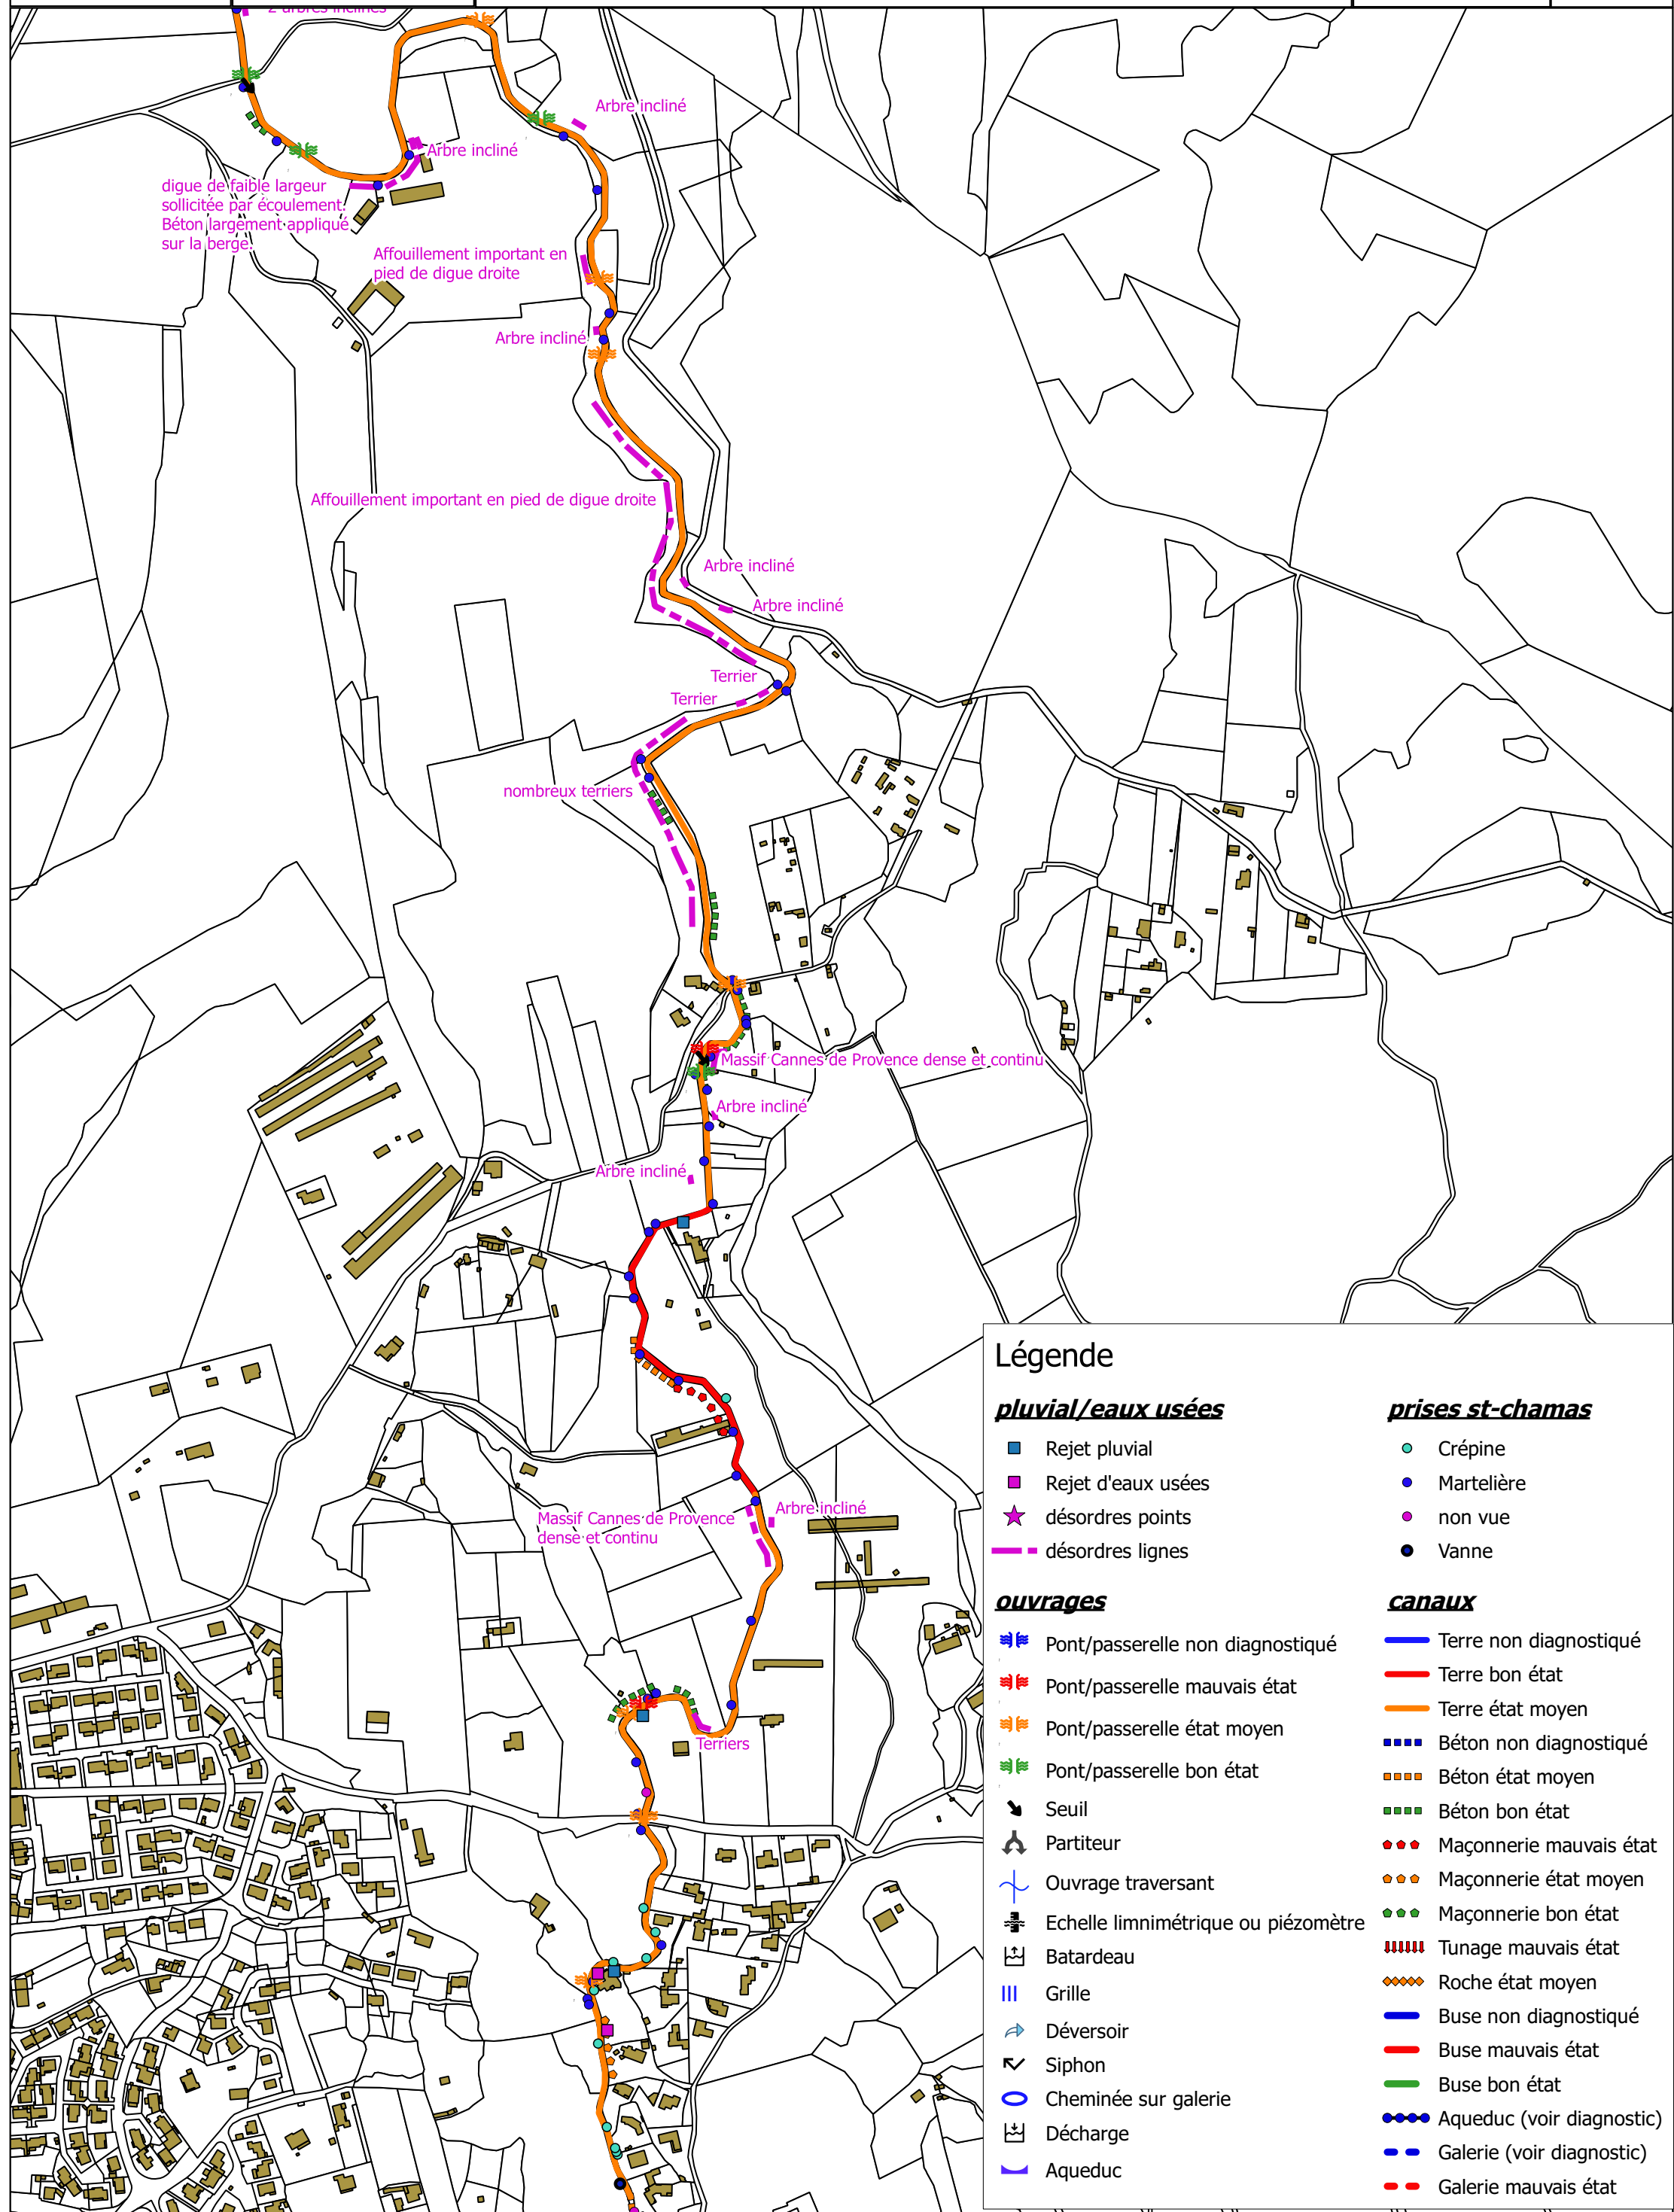 2 arbres inclinés
Arbre incliné
Arbre incliné
digue de faible largeur
sollicitée par écoulement.
Béton largement appliqué
sur la berge.
Affouillement important en
pied de digue droite
Arbre incliné
Affouillement important en pied de digue droite
Arbre incliné
Arbre incliné
Terrier
Terrier
nombreux terriers
Massif Cannes de Provence dense et continu
Arbre incliné
Arbre incliné
Massif Cannes de Provence
dense et continu
Arbre incliné
Terriers
Légende
pluvial/eaux usées
Rejet pluvial
Rejet d'eaux usées
désordres points
désordres lignes
ouvrages
Pont/passerelle non diagnostiqué
Pont/passerelle mauvais état
Pont/passerelle état moyen
Pont/passerelle bon état
Seuil
Partiteur
Ouvrage traversant
Echelle limnimétrique ou piézomètre
Batardeau
Grille
Déversoir
Siphon
Cheminée sur galerie
Décharge
Aqueduc
prises st-chamas
Crépine
Martelière
non vue
Vanne
canaux
Terre non diagnostiqué
Terre bon état
Terre état moyen
Béton non diagnostiqué
Béton état moyen
Béton bon état
Maçonnerie mauvais état
Maçonnerie état moyen
Maçonnerie bon état
Tunage mauvais état
Roche état moyen
Buse non diagnostiqué
Buse mauvais état
Buse bon état
Aqueduc (voir diagnostic)
Galerie (voir diagnostic)
Galerie mauvais état